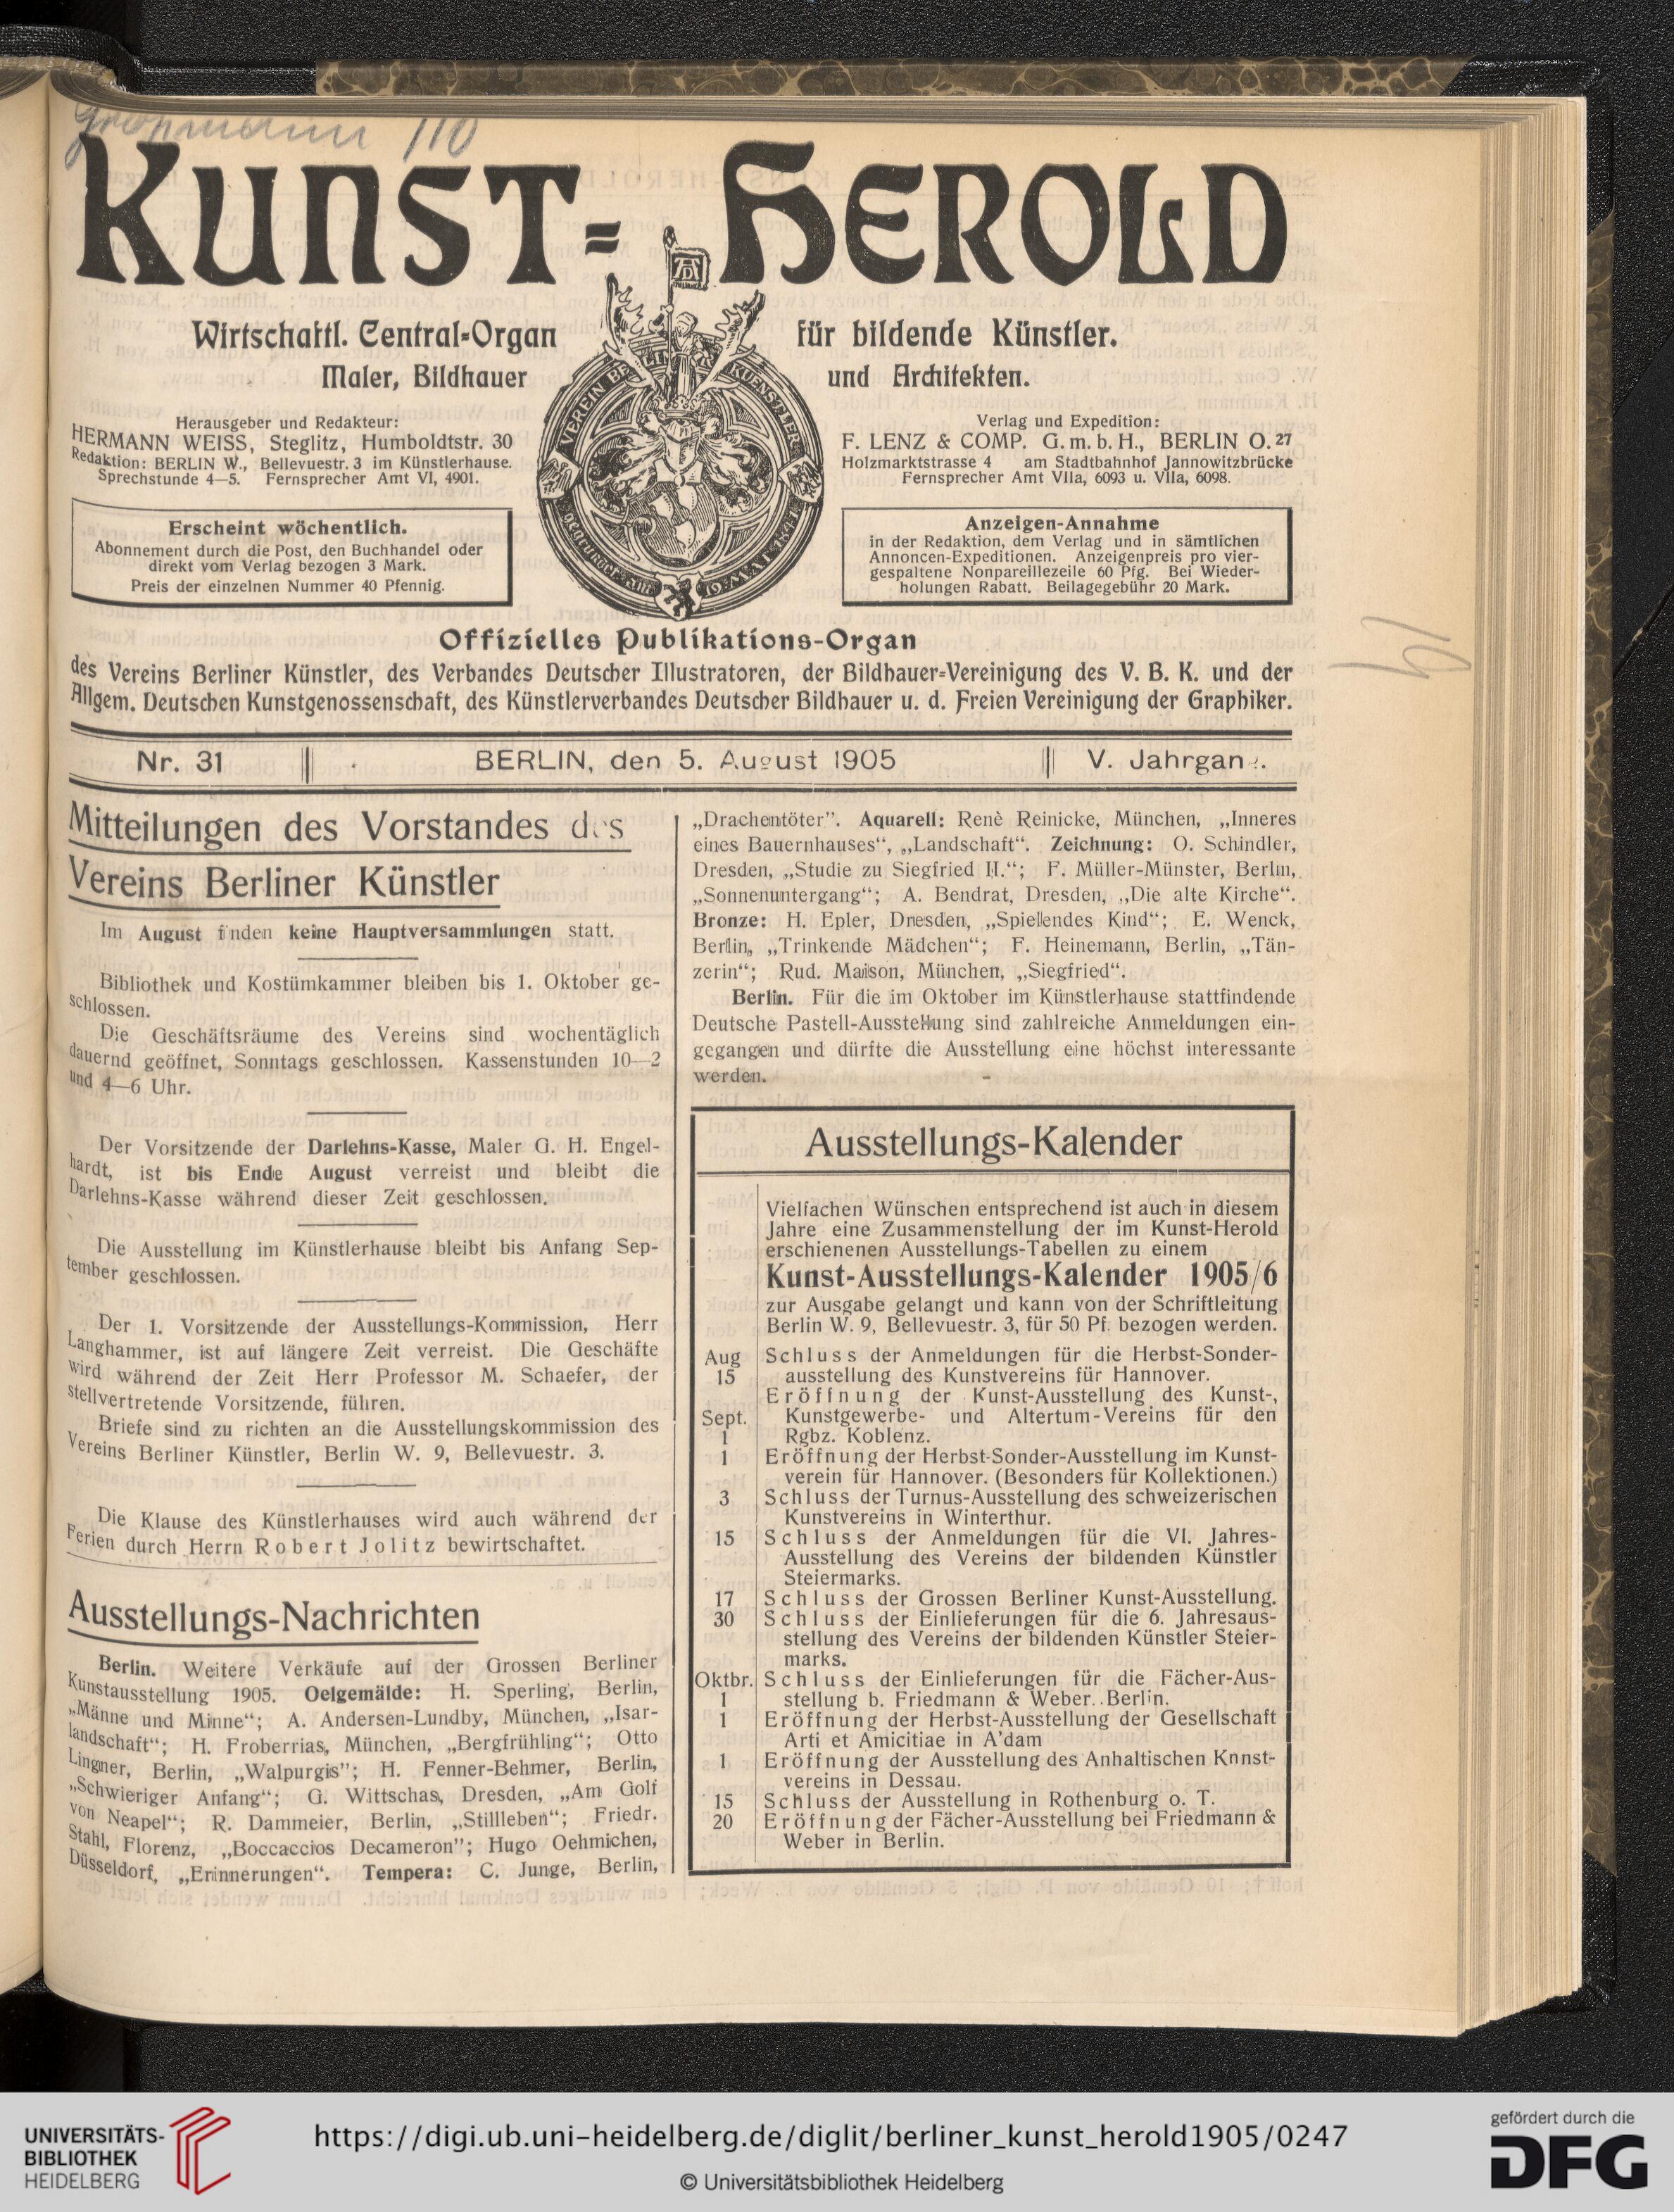 110
KUNST= HEROLD
Wirtschaftl. Central=Organ für bildende Künstler.
Maler, Bildhauer und Architekten.
Herausgeber und Redakteur:
HERMANN WEISS, Steglitz, Humboldtstr. 30
Redaktion: BERLIN W., Bellevuestr. 3 im Künstlerhause.
Sprechstunde 4—5. Fernsprecher Amt VI, 4901.
Erscheint wöchentlich.
Abonnement durch die Post, den Buchhandel oder
direkt vom Verlag bezogen 3 Mark.
Preis der einzelnen Nummer 40 Pfennig.
VEREIN BERLINER KUENSTLER
19. MAI 1841
Verlag und Expedition:
F. LENZ & COMP. G. m. b. H., BERLIN O. 27
Holzmarktstrasse 4 am Stadtbahnhof Jannowitzbrücke
Fernsprecher Amt VIIa, 6093 u. VIIa, 6098.
Anzeigen-Annahme
in der Redaktion, dem Verlag und in sämtlichen
Annoncen-Expeditionen. Anzeigenpreis pro vier-
gespaltene Nonpareillezeile 60 Pfg. Bei Wieder-
holungen Rabatt. Beilagegebühr 20 Mark.
Offizielles Publikations-Organ
des Vereins Berliner Künstler, des Verbandes Deutscher Illustratoren, der Bildhauer=Vereinigung des V. B. K. und der
Allgem. Deutschen Kunstgenossenschaft, des Künstlerverbandes Deutscher Bildhauer u. d. Freien Vereinigung der Graphiker.
Nr. 31 BERLIN, den 5. August 1905 V. Jahrgan .
Mitteilungen des Vorstandes des
Vereins Berliner Künstler
Im August finden keine Hauptversammlungen statt.
Bibliothek und Kostümkammer bleiben bis 1. Oktober ge-
schlossen.
Die Geschäftsräume des Vereins sind wochentäglich
dauernd geöffnet, Sonntags geschlossen. Kassenstunden 10—2
und 4—6 Uhr.
Der Vorsitzende der Darlehns-Kasse, Maler G. H. Engel-
hardt, ist bis Ende August verreist und bleibt die
Darlehns-Kasse während dieser Zeit geschlossen.
Die Ausstellung im Künstlerhause bleibt bis Anfang Sep-
tember geschlossen.
Der 1. Vorsitzende der Ausstellungs-Kommission, Herr
Langhammer, ist auf längere Zeit verreist. Die Geschäfte
wird während der Zeit Herr Professor M. Schaefer, der
stellvertretende Vorsitzende, führen.
Briefe sind zu richten an die Ausstellungskommission des
Vereins Berliner Künstler, Berlin W. 9, Bellevuestr. 3.
Die Klause des Künstlerhauses wird auch während der
Ferien durch Herrn Robert Jolitz bewirtschaftet.
Ausstellungs-Nachrichten
Berlin. Weitere Verkäufe auf der Grossen Berliner
Kunstausstellung 1905. Oelgemälde: H. Sperling, Berlin,
„Männe und Minne“; A. Andersen-Lundby, München, „Isar-
landschaft“; H. Froberrias, München, „Bergfrühling“; Otto
Lingner, Berlin, „Walpurgis”; H. Fenner-Behmer, Berlin,
„Schwieriger Anfang“; G. Wittschas, Dresden, „Am Golf
von Neapel“; R. Dammeier, Berlin, „Stillleben“; Friedr.
Stahl, Florenz, „Boccaccios Decameron”; Hugo Oehmichen,
Düsseldorf, „Erinnerungen“. Tempera: C. Junge, Berlin,
„Drachentöter”. Aquarell: Renè Reinicke, München, „Inneres
eines Bauernhauses“, „Landschaft“. Zeichnung: O. Schindler,
Dresden, „Studie zu Siegfried II.“; F. Müller-Münster, Berlin,
„Sonnenuntergang“; A. Bendrat, Dresden, „Die alte Kirche“.
Bronze: H. Epler, Dresden, „Spielendes Kind“; E. Wenck,
Berlin, „Trinkende Mädchen“; F. Heinemann, Berlin, „Tän-
zerin“; Rud. Maison, München, „Siegfried“.
Berlin. Für die im Oktober im Künstlerhause stattfindende
Deutsche Pastell-Ausstellung sind zahlreiche Anmeldungen ein-
gegangen und dürfte die Ausstellung eine höchst interessante
werden.
Ausstellungs-Kalender
Vielfachen Wünschen entsprechend ist auch in diesem
Jahre eine Zusammenstellung der im Kunst-Herold
erschienenen Ausstellungs-Tabellen zu einem
Kunst-Ausstellungs-Kalender 1905/6
zur Ausgabe gelangt und kann von der Schriftleitung
Berlin W. 9, Bellevuestr. 3, für 50 Pf. bezogen werden.
Aug Schluss der Anmeldungen für die Herbst-Sonder-
15 ausstellung des Kunstvereins für Hannover.
Eröffnung der Kunst-Ausstellung des Kunst-,
Sept. Kunstgewerbe- und Altertum-Vereins für den
1 Rgbz. Koblenz.
1 Eröffnung der Herbst-Sonder-Ausstellung im Kunst-
verein für Hannover. (Besonders für Kollektionen.)
3 Schluss der Turnus-Ausstellung des schweizerischen
Kunstvereins in Winterthur.
15 Schluss der Anmeldungen für die VI. Jahres-
Ausstellung des Vereins der bildenden Künstler
Steiermarks.
17 Schluss der Grossen Berliner Kunst-Ausstellung.
30 Schluss der Einlieferungen für die 6. Jahresaus-
stellung des Vereins der bildenden Künstler Steier-
marks.
Oktbr. Schluss der Einlieferungen für die Fächer-Aus-
1 stellung b. Friedmann & Weber. Berlin.
1 Eröffnung der Herbst-Ausstellung der Gesellschaft
Arti et Amicitiae in A’dam
1 Eröffnung der Ausstellung des Anhaltischen Knnst-
vereins in Dessau.
15 Schluss der Ausstellung in Rothenburg o. T.
20 Eröffnung der Fächer-Ausstellung bei Friedmann &
Weber in Berlin.
UNIVERSITÄTS-
BIBLIOTHEK
HEIDELBERG
https://digi.ub.uni-heidelberg.de/diglit/berliner_kunst_herold1905/0247
© Universitätsbibliothek Heidelberg
gefördert durch die
DFG